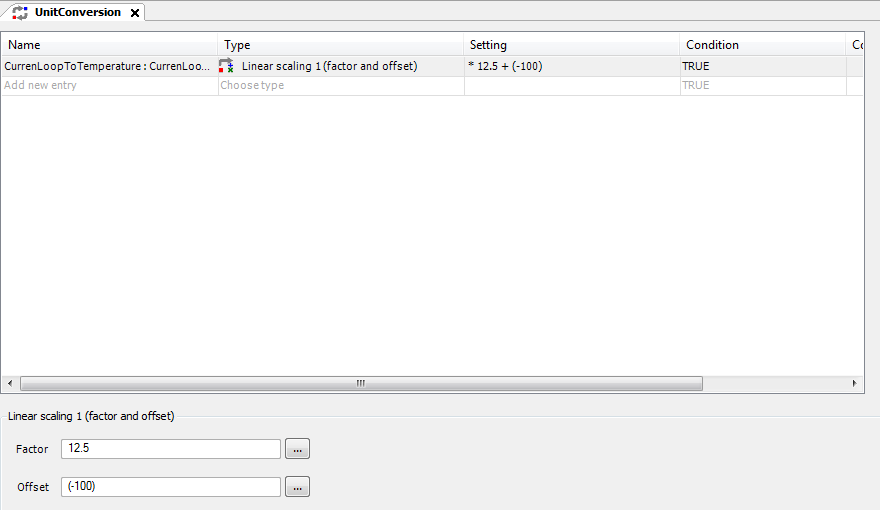 UnitConversion
Name Type Setting Condition Cc
CurrenLoopToTemperature : CurrenLoo... Linear scaling 1 (factor and offset) * 12.5 + (-100) TRUE
Add new entry Choose type TRUE
Linear scaling 1 (factor and offset)
Factor 12.5 ...
Offset (-100) ...